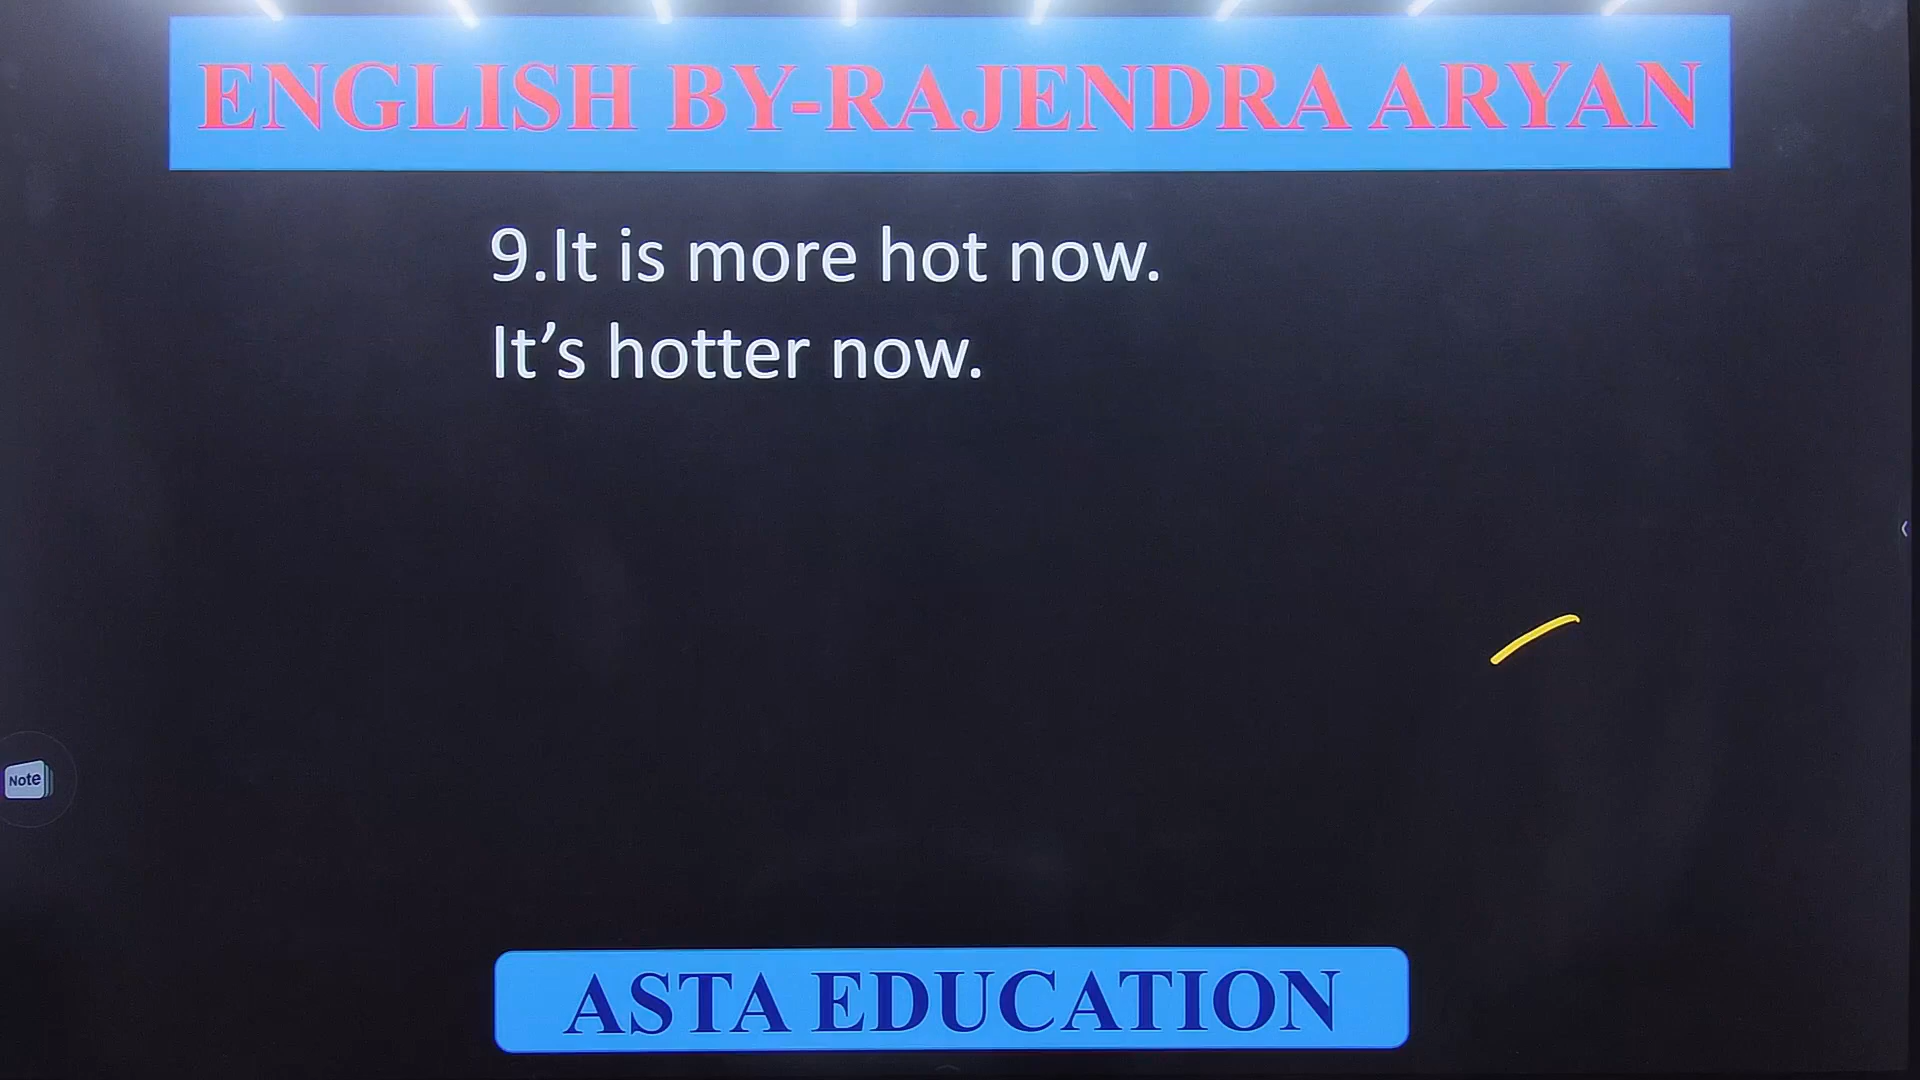 ENGLISH BY-RAJENDRA ARYAN
9.It is more hot now.
It’s hotter now.
Note
ASTA EDUCATION